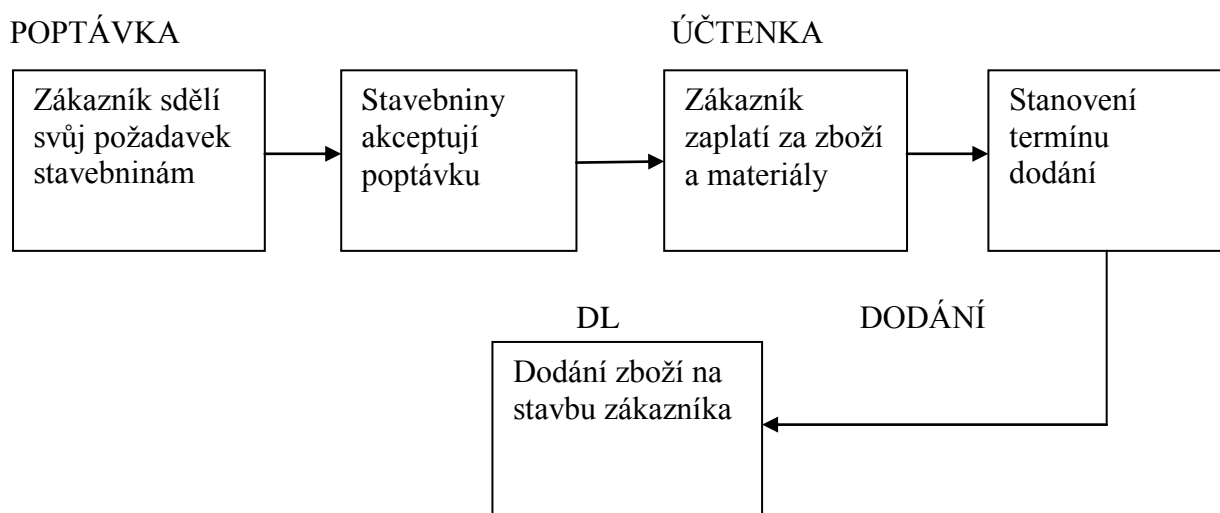 POPTÁVKA
ÚČTENKA
Zákazník sdělí
svůj požadavek
stavebninám
Stavebniny
akceptují
poptávku
Zákazník
zaplatí za zboží
a materiály
Stanovení
termínu
dodání
DL
DODÁNÍ
Dodání zboží na
stavbu zákazníka